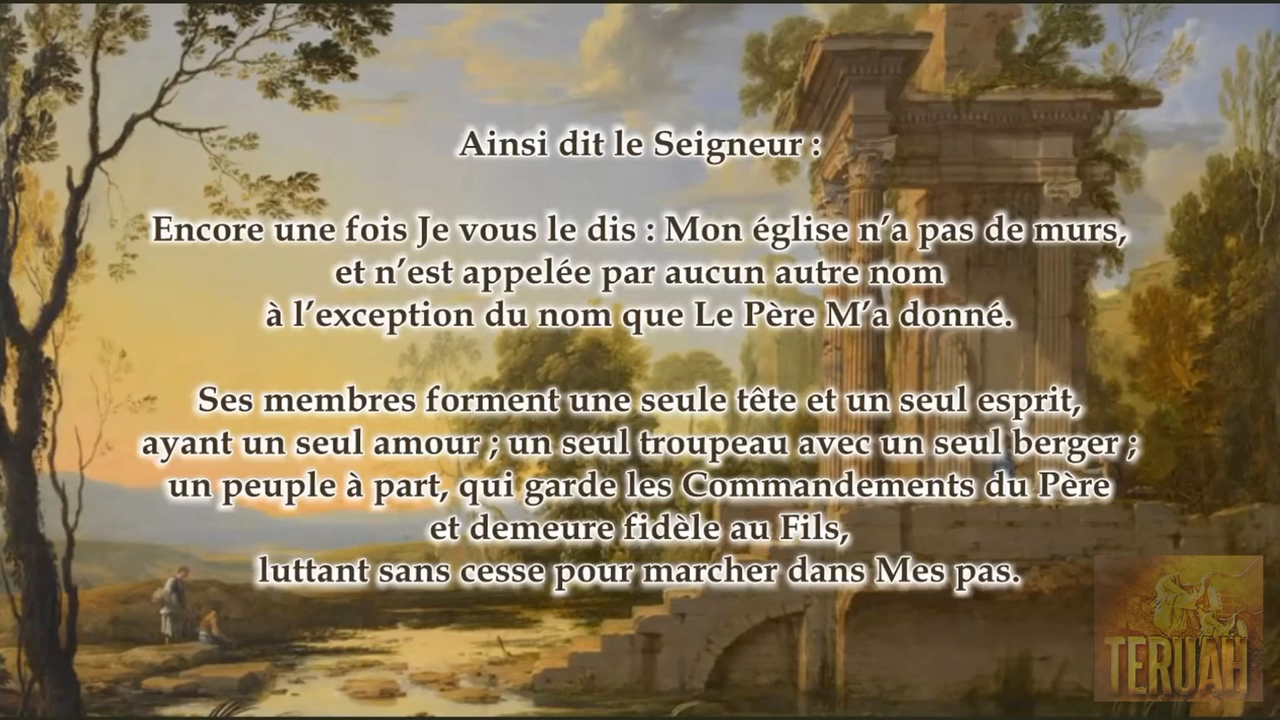 Ainsi dit le Seigneur :
Encore une fois Je vous le dis : Mon église n’a pas de murs,
et n’est appelée par aucun autre nom
à l’exception du nom que Le Père M’a donné.
Ses membres forment une seule tête et un seul esprit,
ayant un seul amour ; un seul troupeau avec un seul berger ;
un peuple à part, qui garde les Commandements du Père
et demeure fidèle au Fils,
luttant sans cesse pour marcher dans Mes pas.
TERUAH